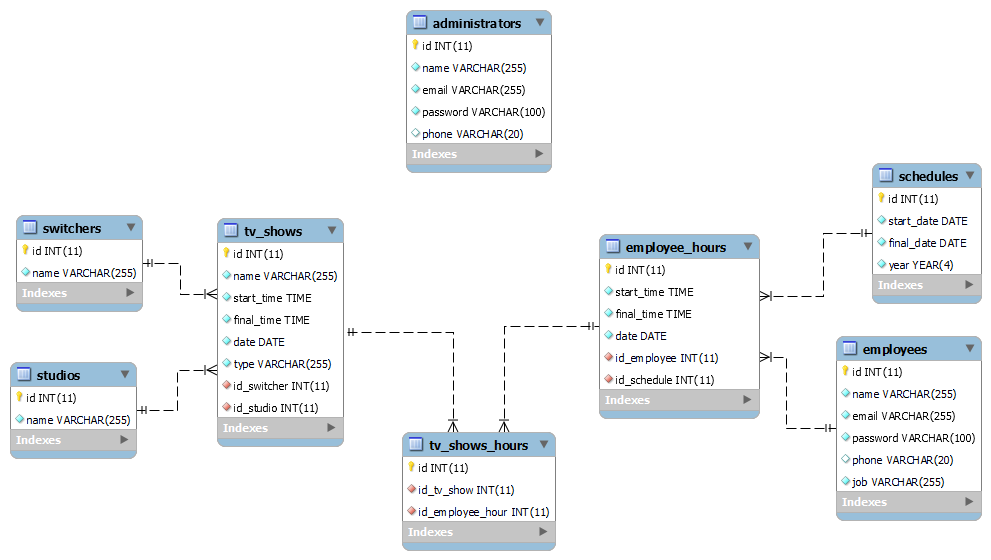 administrators
id INT(11)
name VARCHAR(255)
email VARCHAR(255)
password VARCHAR(100)
phone VARCHAR(20)
Indexes
switchers
id INT(11)
name VARCHAR(255)
Indexes
studios
id INT(11)
name VARCHAR(255)
Indexes
tv_shows
id INT(11)
name VARCHAR(255)
start_time TIME
final_time TIME
date DATE
type VARCHAR(255)
id_switcher INT(11)
id_studio INT(11)
Indexes
tv_shows_hours
id INT(11)
id_tv_show INT(11)
id_employee_hour INT(11)
Indexes
employee_hours
id INT(11)
start_time TIME
final_time TIME
date DATE
id_employee INT(11)
id_schedule INT(11)
Indexes
schedules
id INT(11)
start_date DATE
final_date DATE
year YEAR(4)
Indexes
employees
id INT(11)
name VARCHAR(255)
email VARCHAR(255)
password VARCHAR(100)
phone VARCHAR(20)
job VARCHAR(255)
Indexes